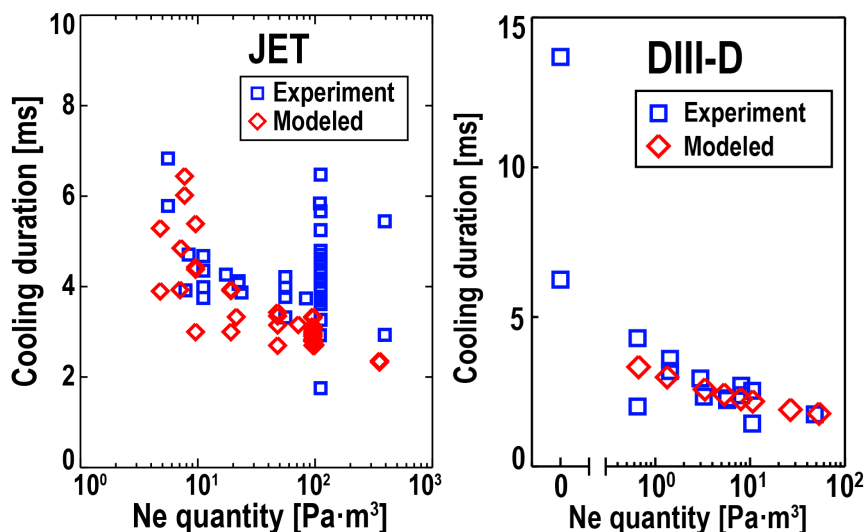 JET
Experiment
Modeled
Cooling duration [ms]
10
8
6
4
2
0
10⁰ 10¹ 10² 10³
Ne quantity [Pa·m³]
DIII-D
Experiment
Modeled
Cooling duration [ms]
15
10
5
0
0 10⁰ 10¹ 10²
Ne quantity [Pa·m³]